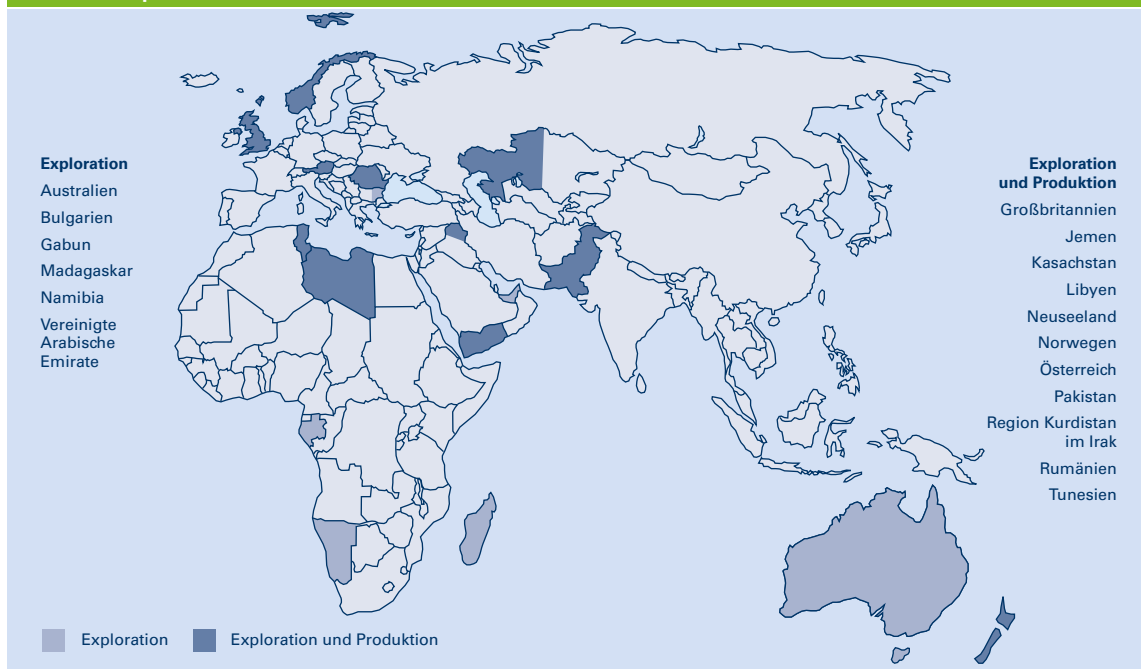 Exploration
Australien
Bulgarien
Gabun
Madagaskar
Namibia
Vereinigte
Arabische
Emirate
Exploration
und Produktion
Großbritannien
Jemen
Kasachstan
Libyen
Neuseeland
Norwegen
Österreich
Pakistan
Region Kurdistan
im Irak
Rumänien
Tunesien
Exploration
Exploration und Produktion